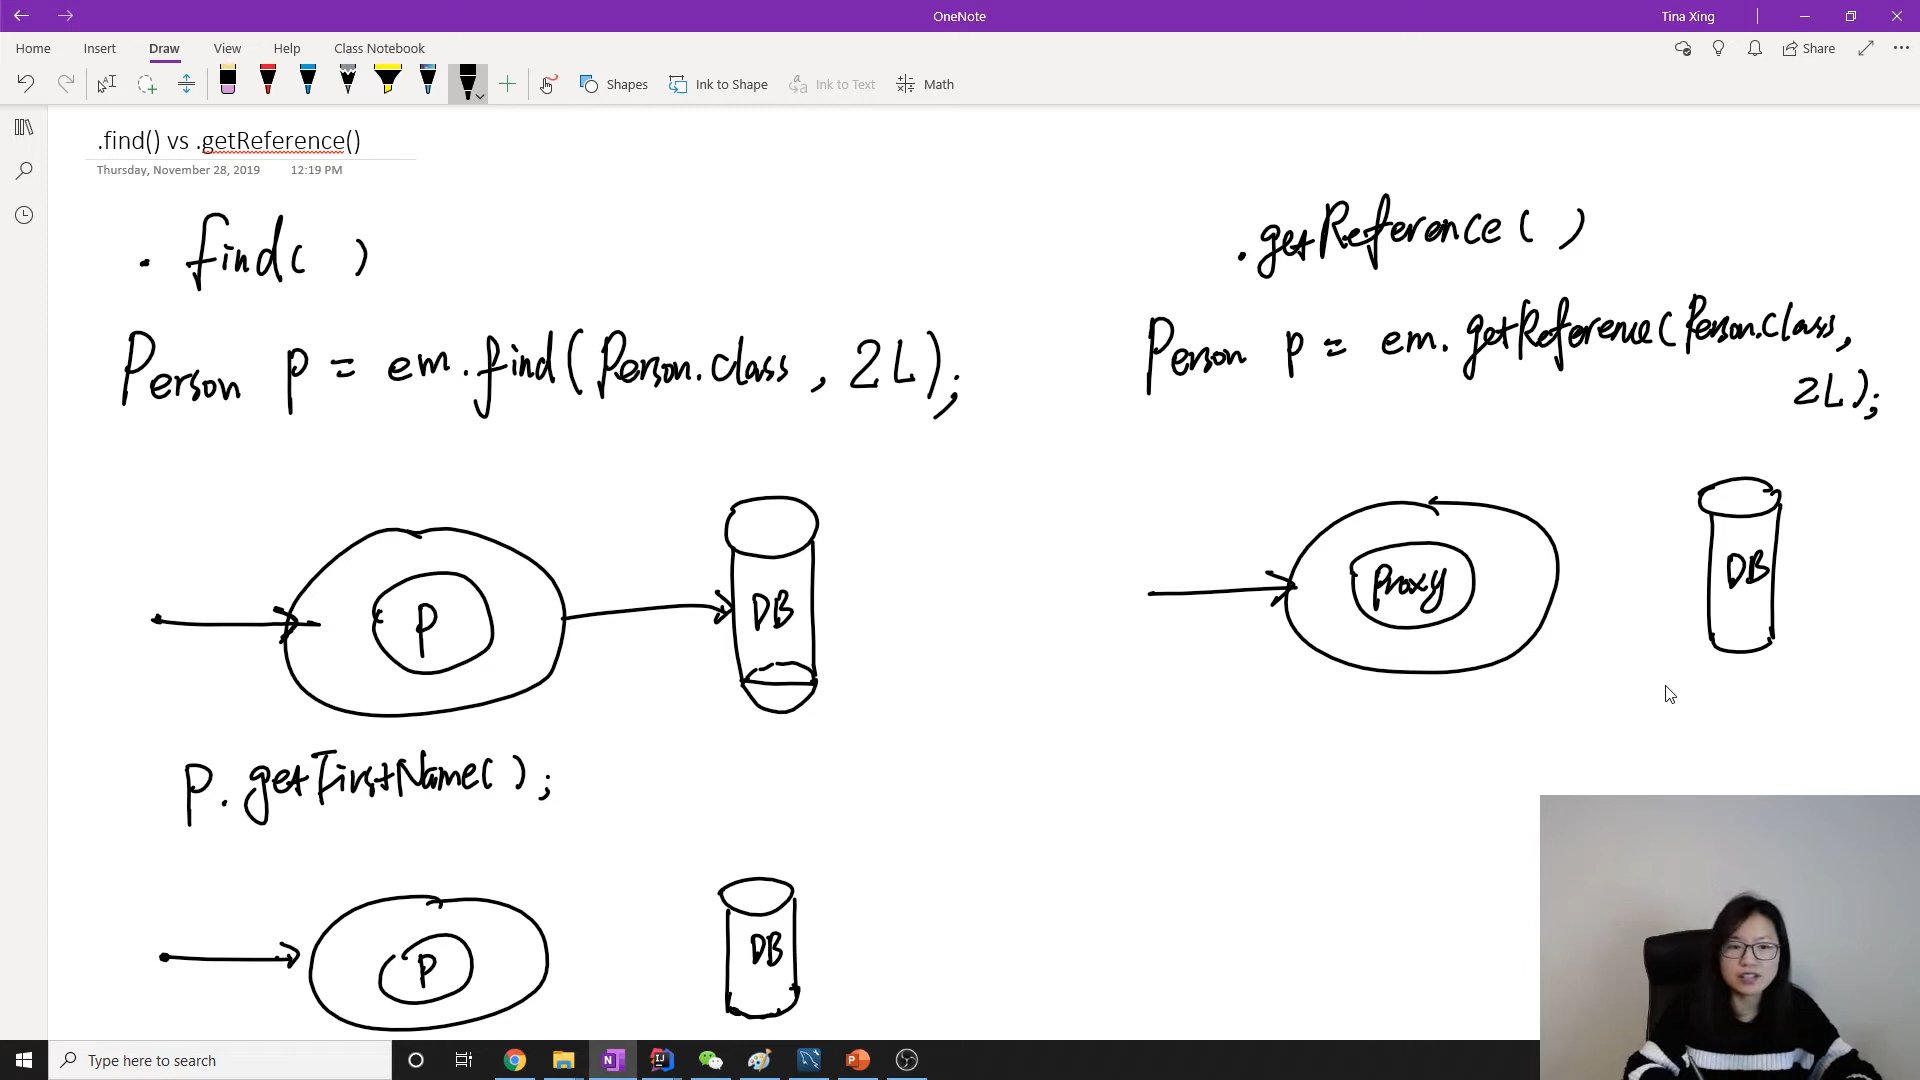 OneNote
Tina Xing
Home Insert Draw View Help Class Notebook
Share
Shapes
Ink to Shape
Ink to Text
Math
.find() vs .getReference()
Thursday, November 28, 2019 12:19 PM
. find( )
Person p = em.find(Person.class, 2L);
DB
P
P. getFirstName();
P
DB
.getReference( )
Person p = em. getReference(Person.class,
2L);
Proxy
DB
Type here to search